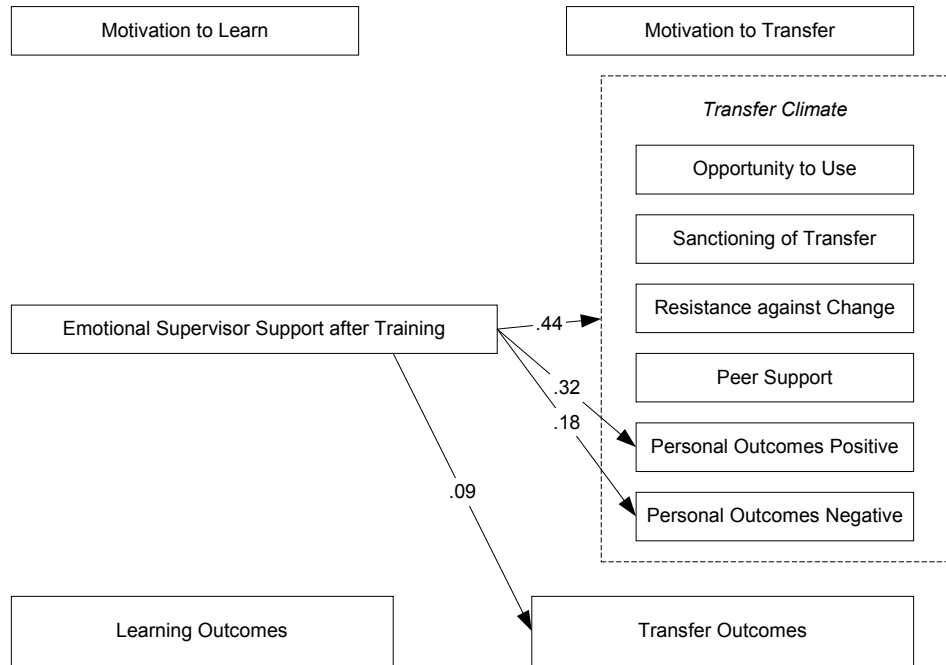 Motivation to Learn
Motivation to Transfer
Transfer Climate
Opportunity to Use
Sanctioning of Transfer
Resistance against Change
Emotional Supervisor Support after Training
.44
Peer Support
.32
.18
Personal Outcomes Positive
.09
Personal Outcomes Negative
Learning Outcomes
Transfer Outcomes